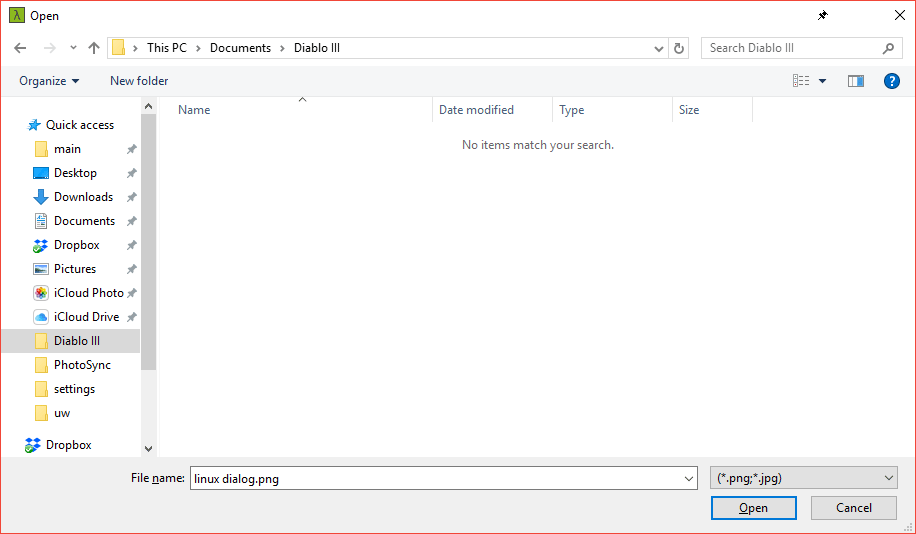 Open
This PC > Documents > Diablo III
Search Diablo III
Organize
New folder
Name
Date modified
Type
Size
No items match your search.
Quick access
main
Desktop
Downloads
Documents
Dropbox
Pictures
iCloud Photo
iCloud Drive
Diablo III
PhotoSync
settings
uw
Dropbox
File name: linux dialog.png
(*.png;*.jpg)
Open
Cancel